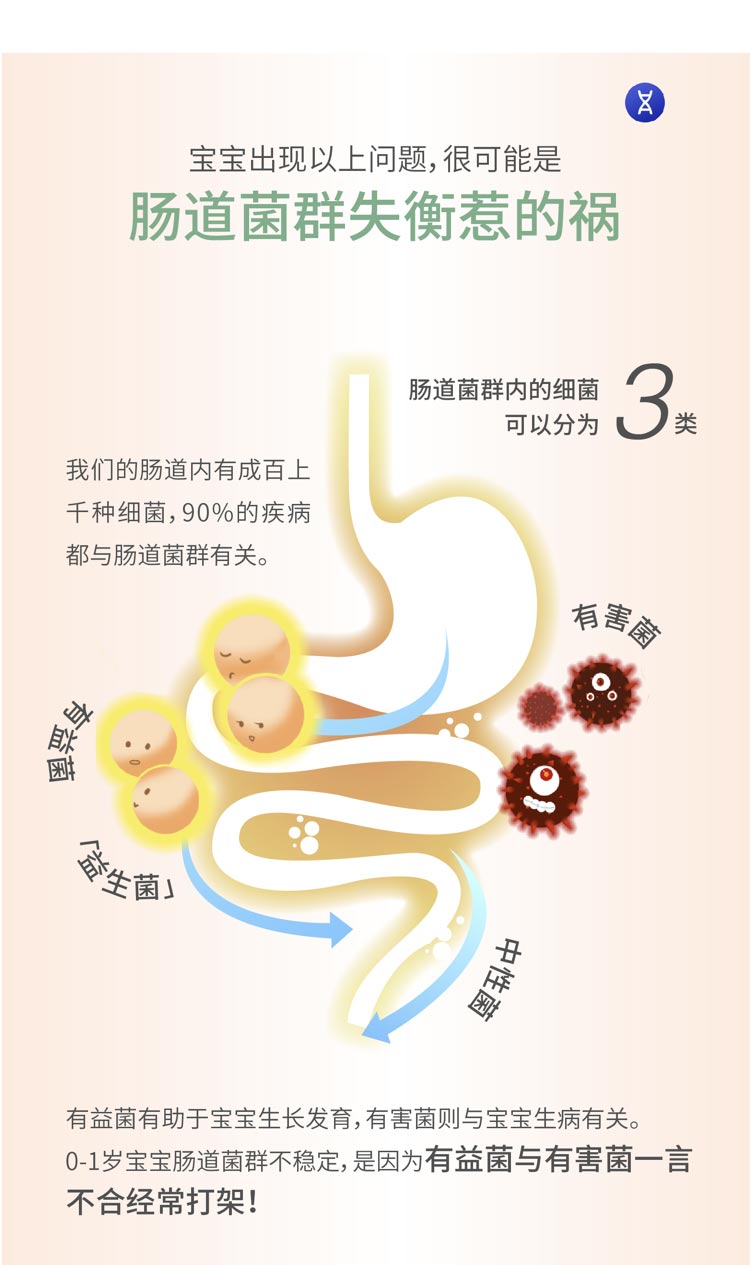 宝宝出现以上问题，很可能是
肠道菌群失衡惹的祸
肠道菌群内的细菌
可以分为
3类
我们的肠道内有成百上
千种细菌，90%的疾病
都与肠道菌群有关。
有害菌
有益菌
「益生菌」
中性菌
有益菌有助于宝宝生长发育，有害菌则与宝宝生病有关。
0-1岁宝宝肠道菌群不稳定，是因为有益菌与有害菌一言
不合经常打架！